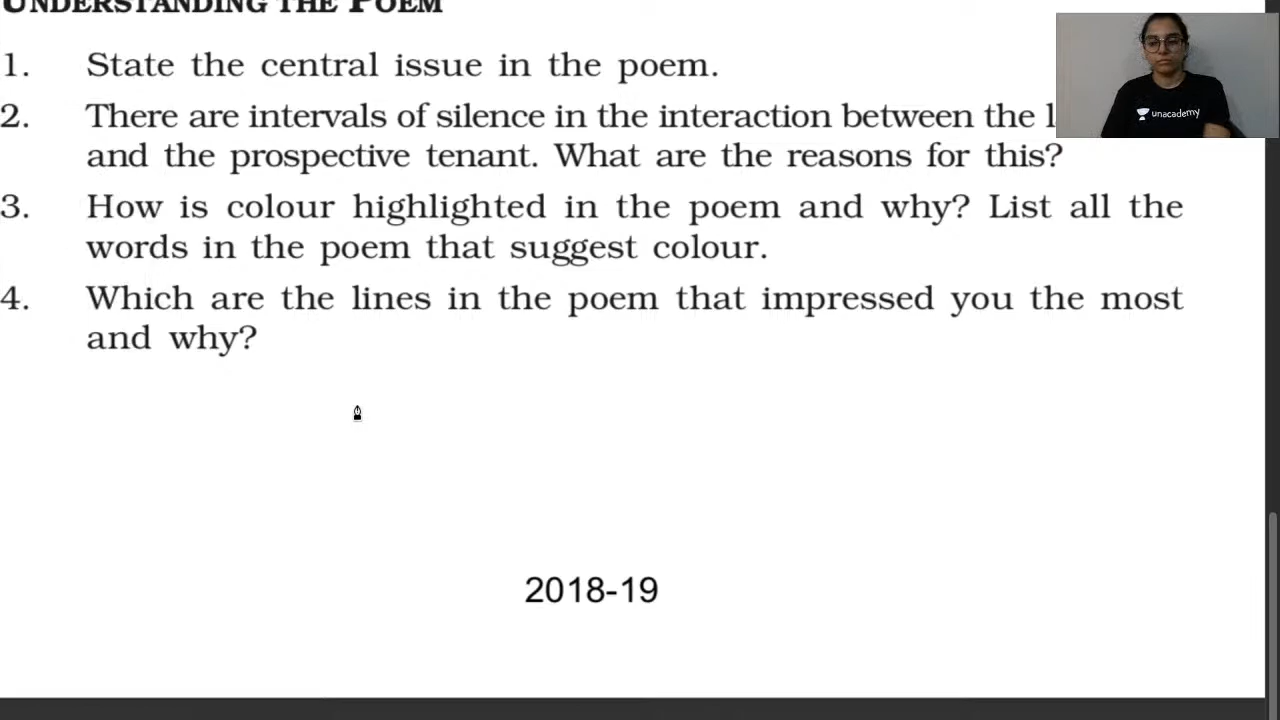 UNDERSTANDING THE POEM
1. State the central issue in the poem.
2. There are intervals of silence in the interaction between the
and the prospective tenant. What are the reasons for this?
3. How is colour highlighted in the poem and why? List all the
words in the poem that suggest colour.
4. Which are the lines in the poem that impressed you the most
and why?
2018-19
unacademy